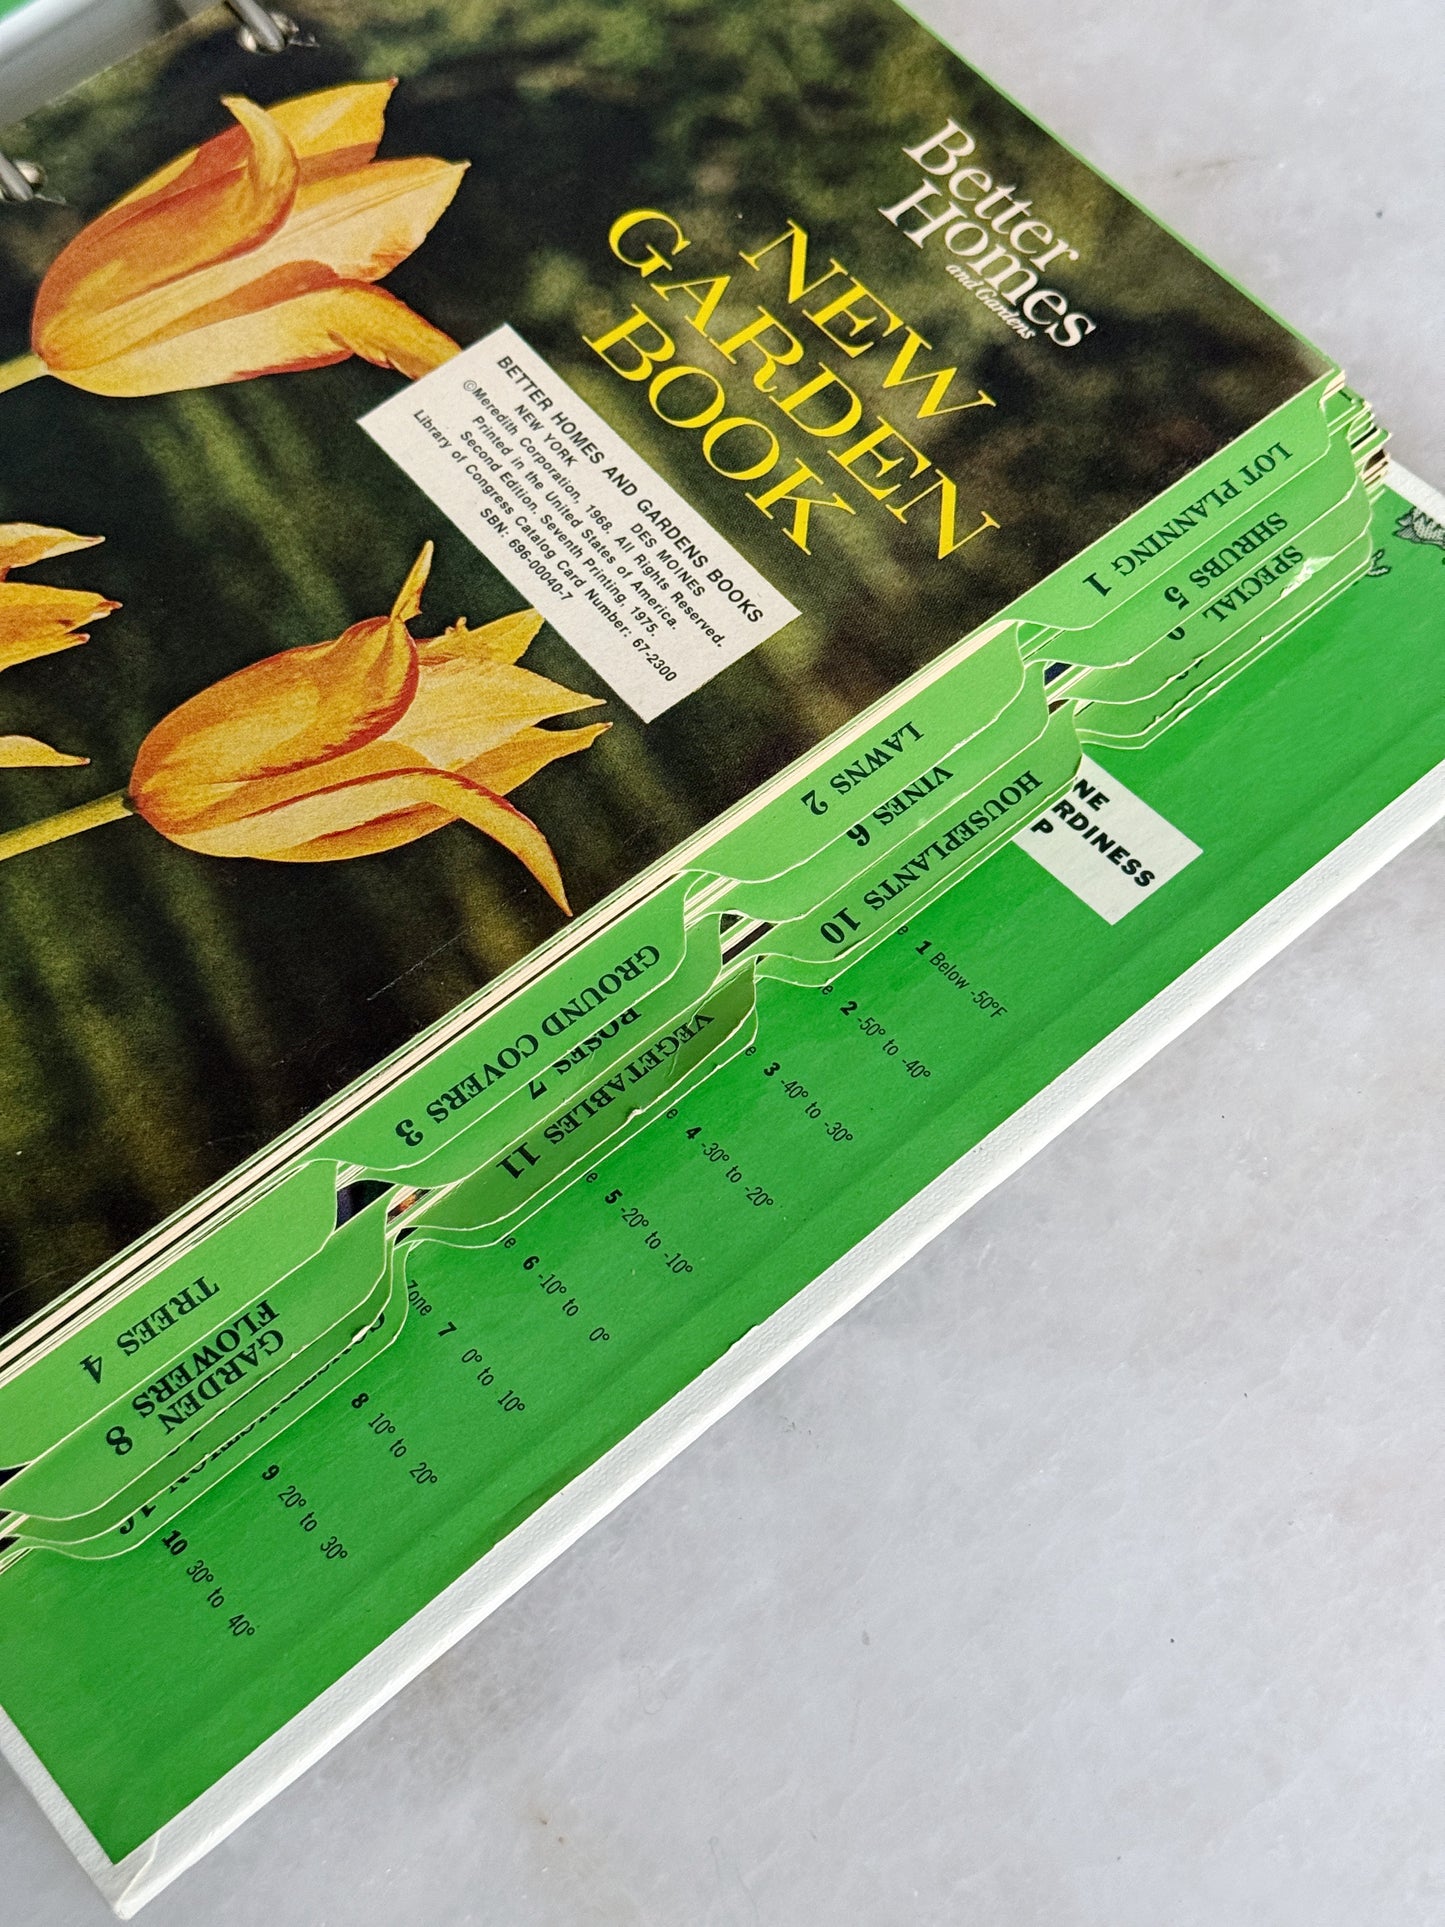 Better
Homes
and Gardens
NEW
GARDEN
BOOK
BETTER HOMES AND GARDENS BOOKS
NEW YORK DES MOINES
©Meredith Corporation, 1968. All Rights Reserved.
Printed in the United States of America.
Second Edition. Seventh Printing, 1975.
Library of Congress Catalog Card Number: 67-2300
SBN: 696-00040-7
LOT PLANNING 1
SHRUBS 5
SPECIAL
LAWNS 2
VINES 6
HOUSEPLANTS 10
GROUND COVERS 3
ROSES 7
VEGETABLES 11
TREES 4
GARDEN
FLOWERS 8
NE
RDINESS
P
e 1 Below -50°F
e 2 -50° to -40°
e 3 -40° to -30°
e 4 -30° to -20°
e 5 -20° to -10°
e 6 -10° to 0°
Zone 7 0° to 10°
8 10° to 20°
9 20° to 30°
10 30° to 40°